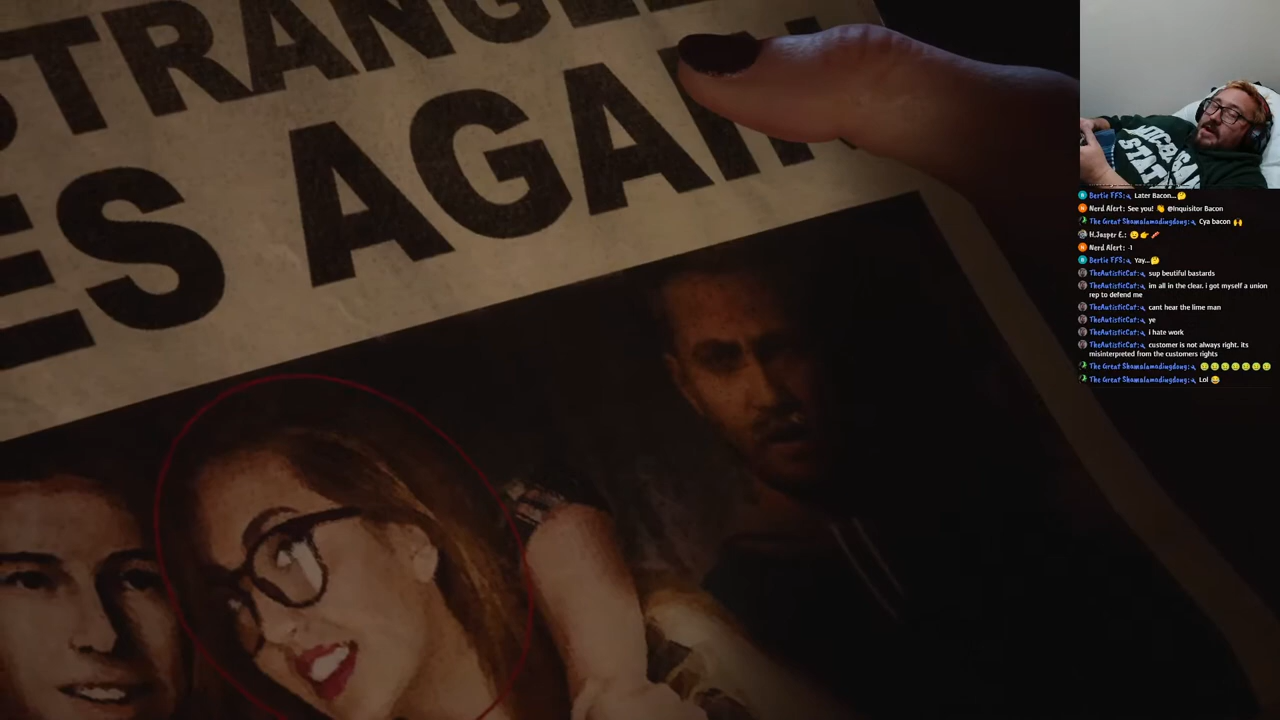 STRANGLE
ES AGAIN
MICHIGAN
STATE
Bertie FFS: Later Bacon...🤔
Nerd Alert: See you! 👋 @Inquisitor Bacon
The Great Shamalamadingdong: Cya bacon 🙌
H.Jasper E.: 😉👉🥓
Nerd Alert: -1
Bertie FFS: Yay...🤔
TheAutisticCat: sup beutiful bastards
TheAutisticCat: im all in the clear. i got myself a union
rep to defend me
TheAutisticCat: cant hear the lime man
TheAutisticCat: ye
TheAutisticCat: i hate work
TheAutisticCat: customer is not always right. its
misinterpreted from the customers rights
The Great Shamalamadingdong: 🤢🤢🤢🤢🤢🤢🤢
The Great Shamalamadingdong: Lol 😂